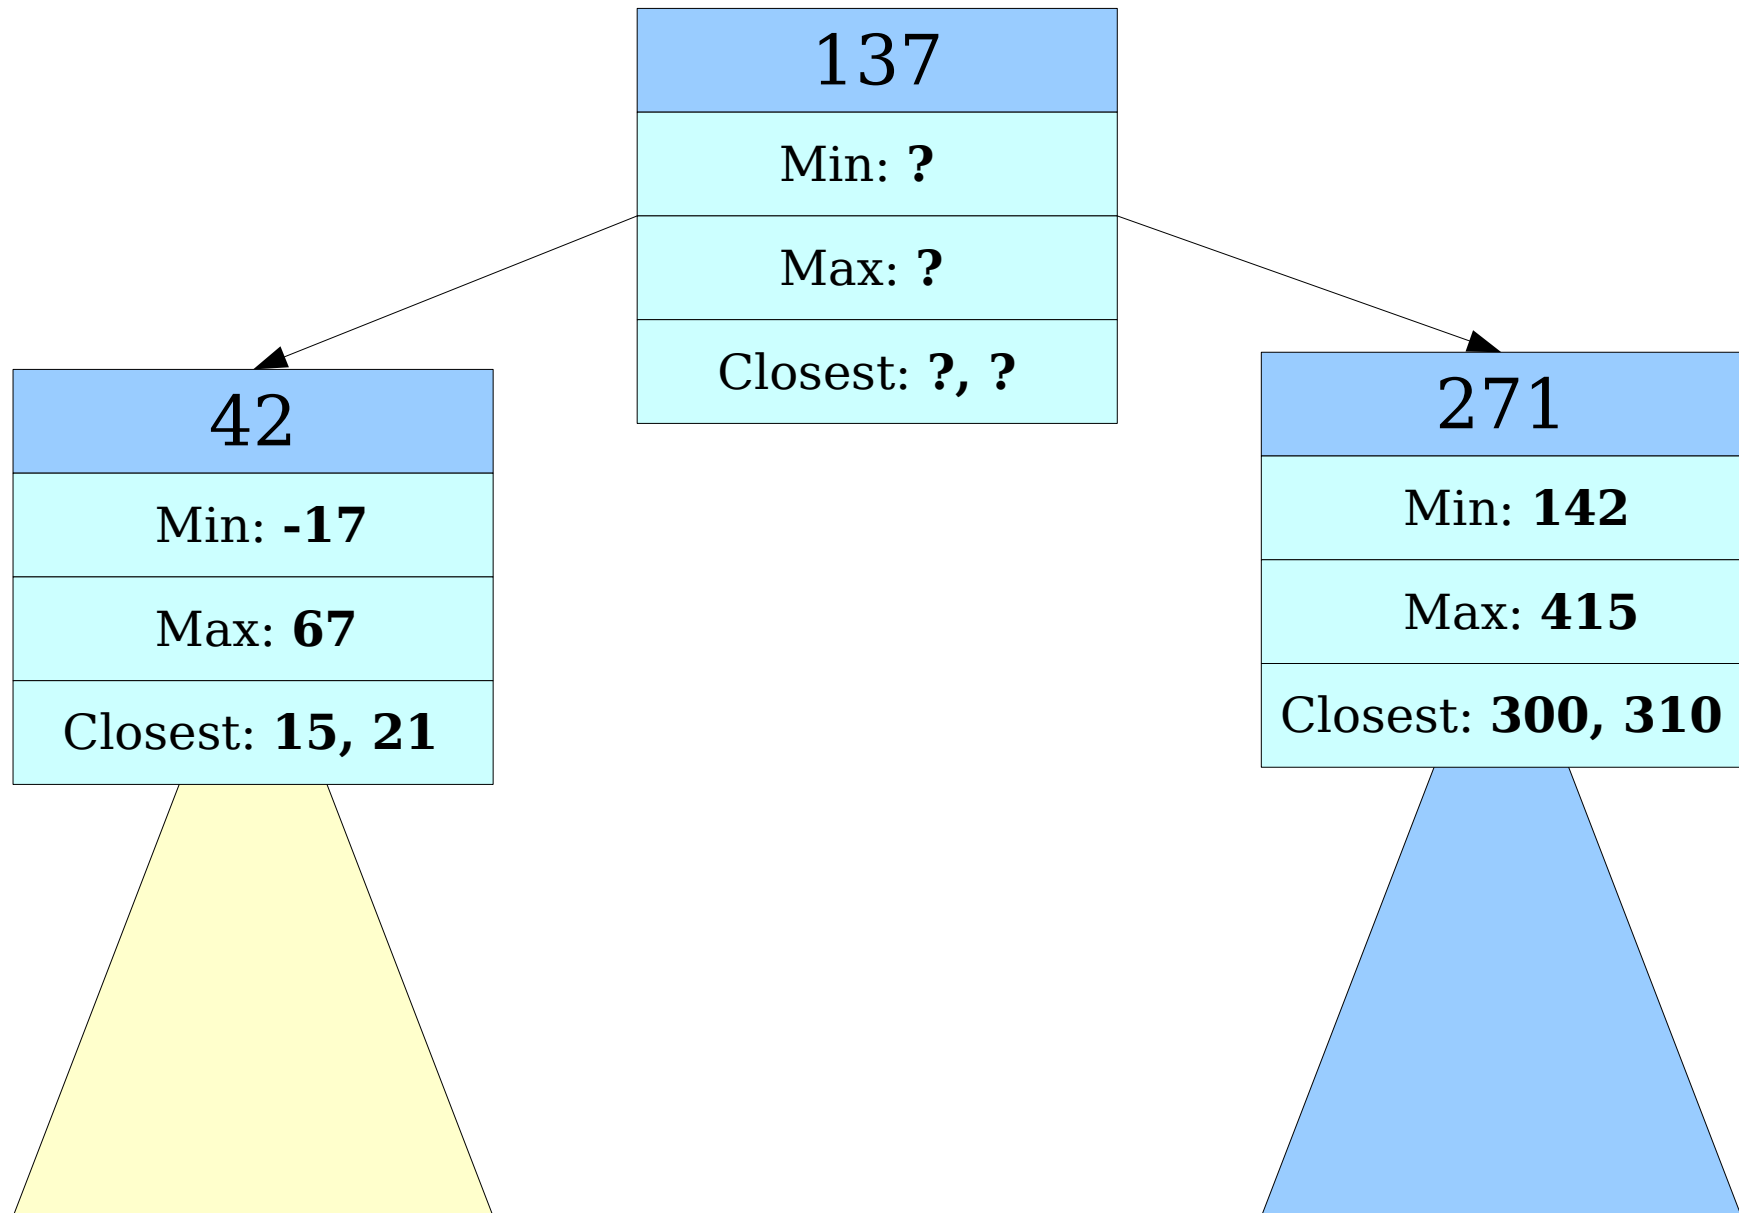 137
Min: ?
Max: ?
Closest: ?, ?
42
Min: -17
Max: 67
Closest: 15, 21
271
Min: 142
Max: 415
Closest: 300, 310